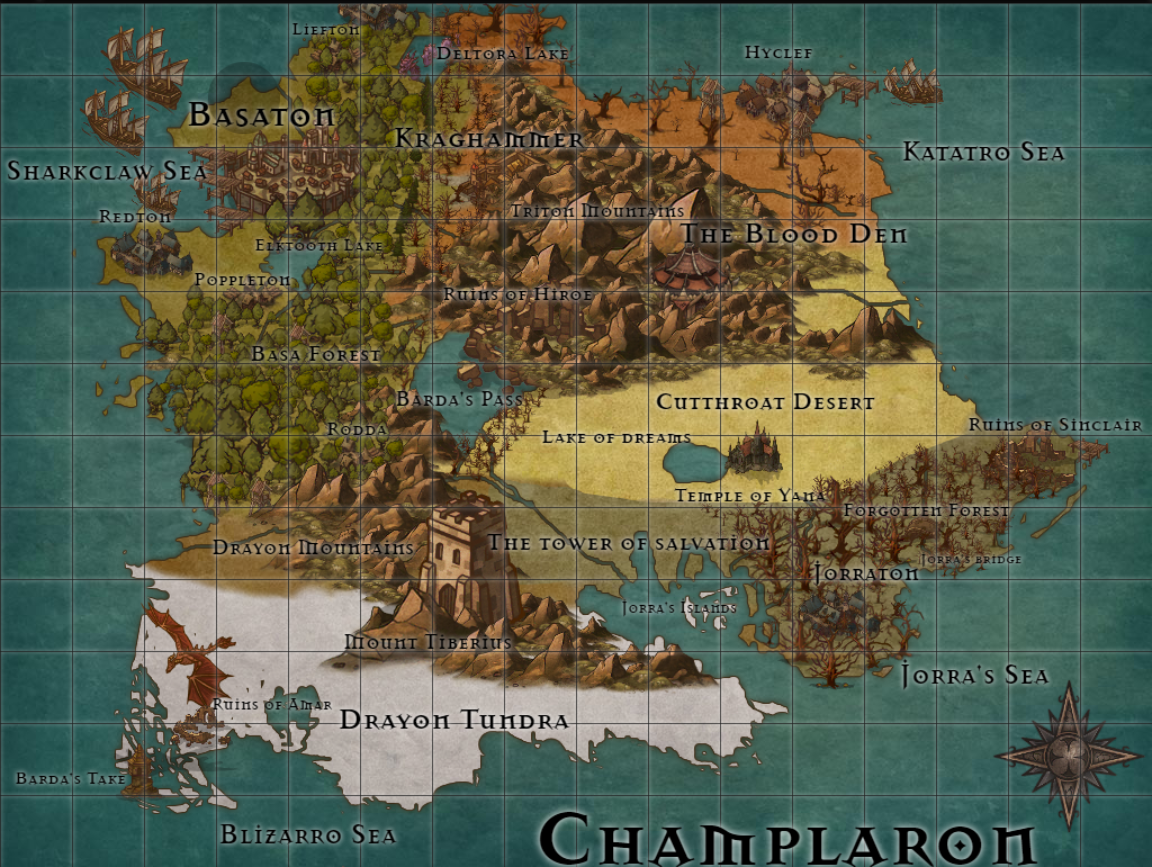 Liefton
Deltora Lake
Hyclef
Basaton
Kraghammer
Katatro Sea
Sharkclaw Sea
Redton
Triton Mountains
The Blood Den
Elktooth Lake
Poppleton
Ruins of Hiroe
Basa Forest
Barda's Pass
Cutthroat Desert
Rodda
Lake of dreams
Ruins of Sinclair
Temple of Yana
Forgotten Forest
Drayon Mountains
The tower of salvation
Jorra's bridge
Jorraton
Jorra's Islands
Mount Tiberius
Jorra's Sea
Ruins of Amar
Drayon Tundra
Barda's Take
Blizarro Sea
Champlaron